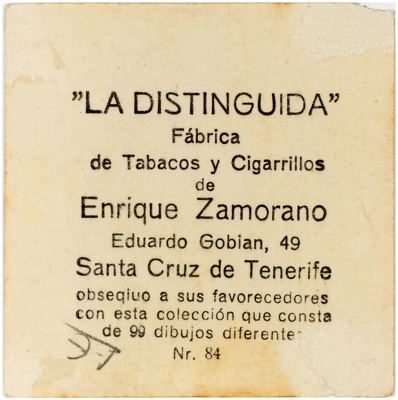 "LA DISTINGUIDA"
Fábrica
de Tabacos y Cigarrillos
de
Enrique Zamorano
Eduardo Gobian, 49
Santa Cruz de Tenerife
obseqiuo a sus favorecedores
con esta colección que consta
de 99 dibujos diferente
Nr. 84